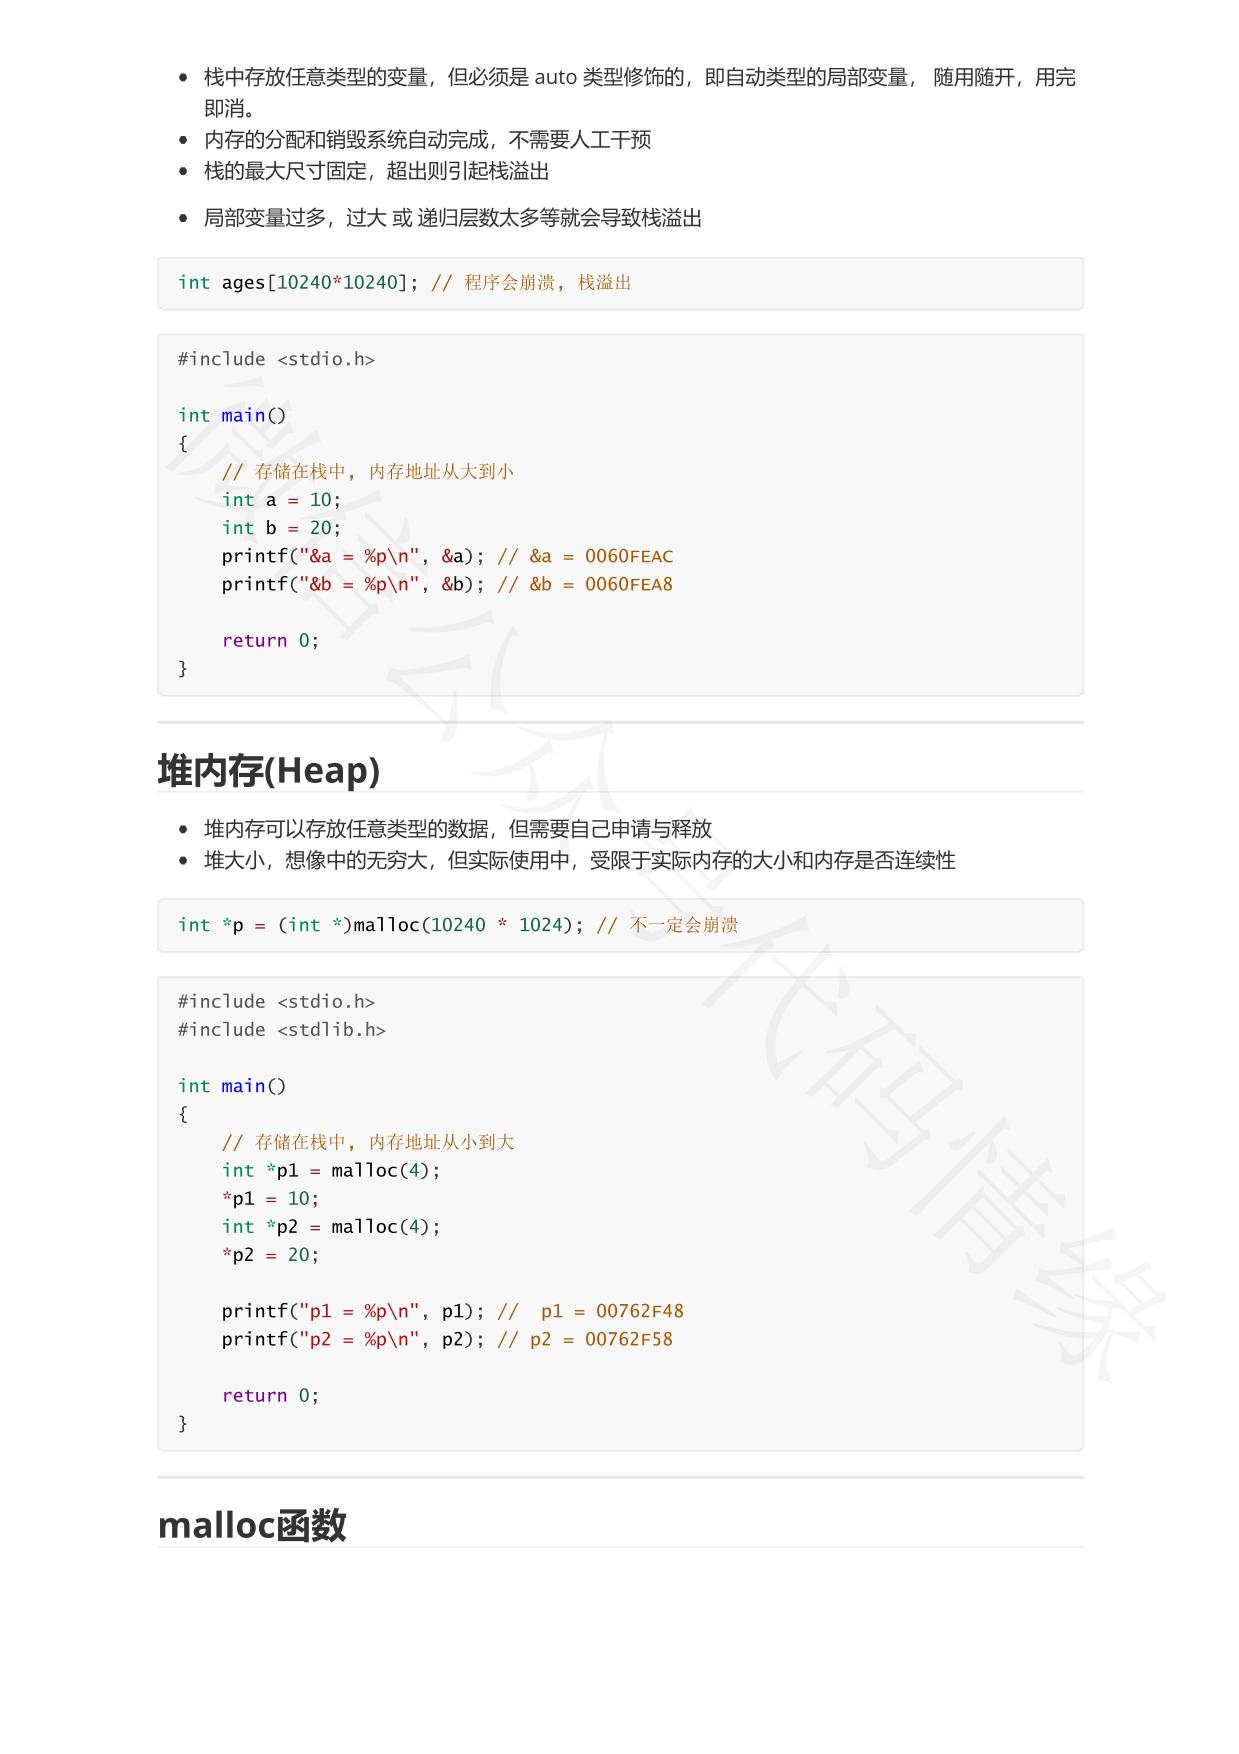 栈中存放任意类型的变量，但必须是 auto 类型修饰的，即自动类型的局部变量， 随用随开，用完
即消。
内存的分配和销毁系统自动完成，不需要人工干预
栈的最大尺寸固定，超出则引起栈溢出
局部变量过多，过大 或 递归层数太多等就会导致栈溢出
int ages[10240*10240]; // 程序会崩溃, 栈溢出
#include <stdio.h>
int main()
{
// 存储在栈中, 内存地址从大到小
int a = 10;
int b = 20;
printf("&a = %p\n", &a); // &a = 0060FEAC
printf("&b = %p\n", &b); // &b = 0060FEA8
return 0;
}
堆内存(Heap)
堆内存可以存放任意类型的数据，但需要自己申请与释放
堆大小，想像中的无穷大，但实际使用中，受限于实际内存的大小和内存是否连续性
int *p = (int *)malloc(10240 * 1024); // 不一定会崩溃
#include <stdio.h>
#include <stdlib.h>
int main()
{
// 存储在栈中, 内存地址从小到大
int *p1 = malloc(4);
*p1 = 10;
int *p2 = malloc(4);
*p2 = 20;
printf("p1 = %p\n", p1); //  p1 = 00762F48
printf("p2 = %p\n", p2); // p2 = 00762F58
return 0;
}
malloc函数
微信公众号代码情缘